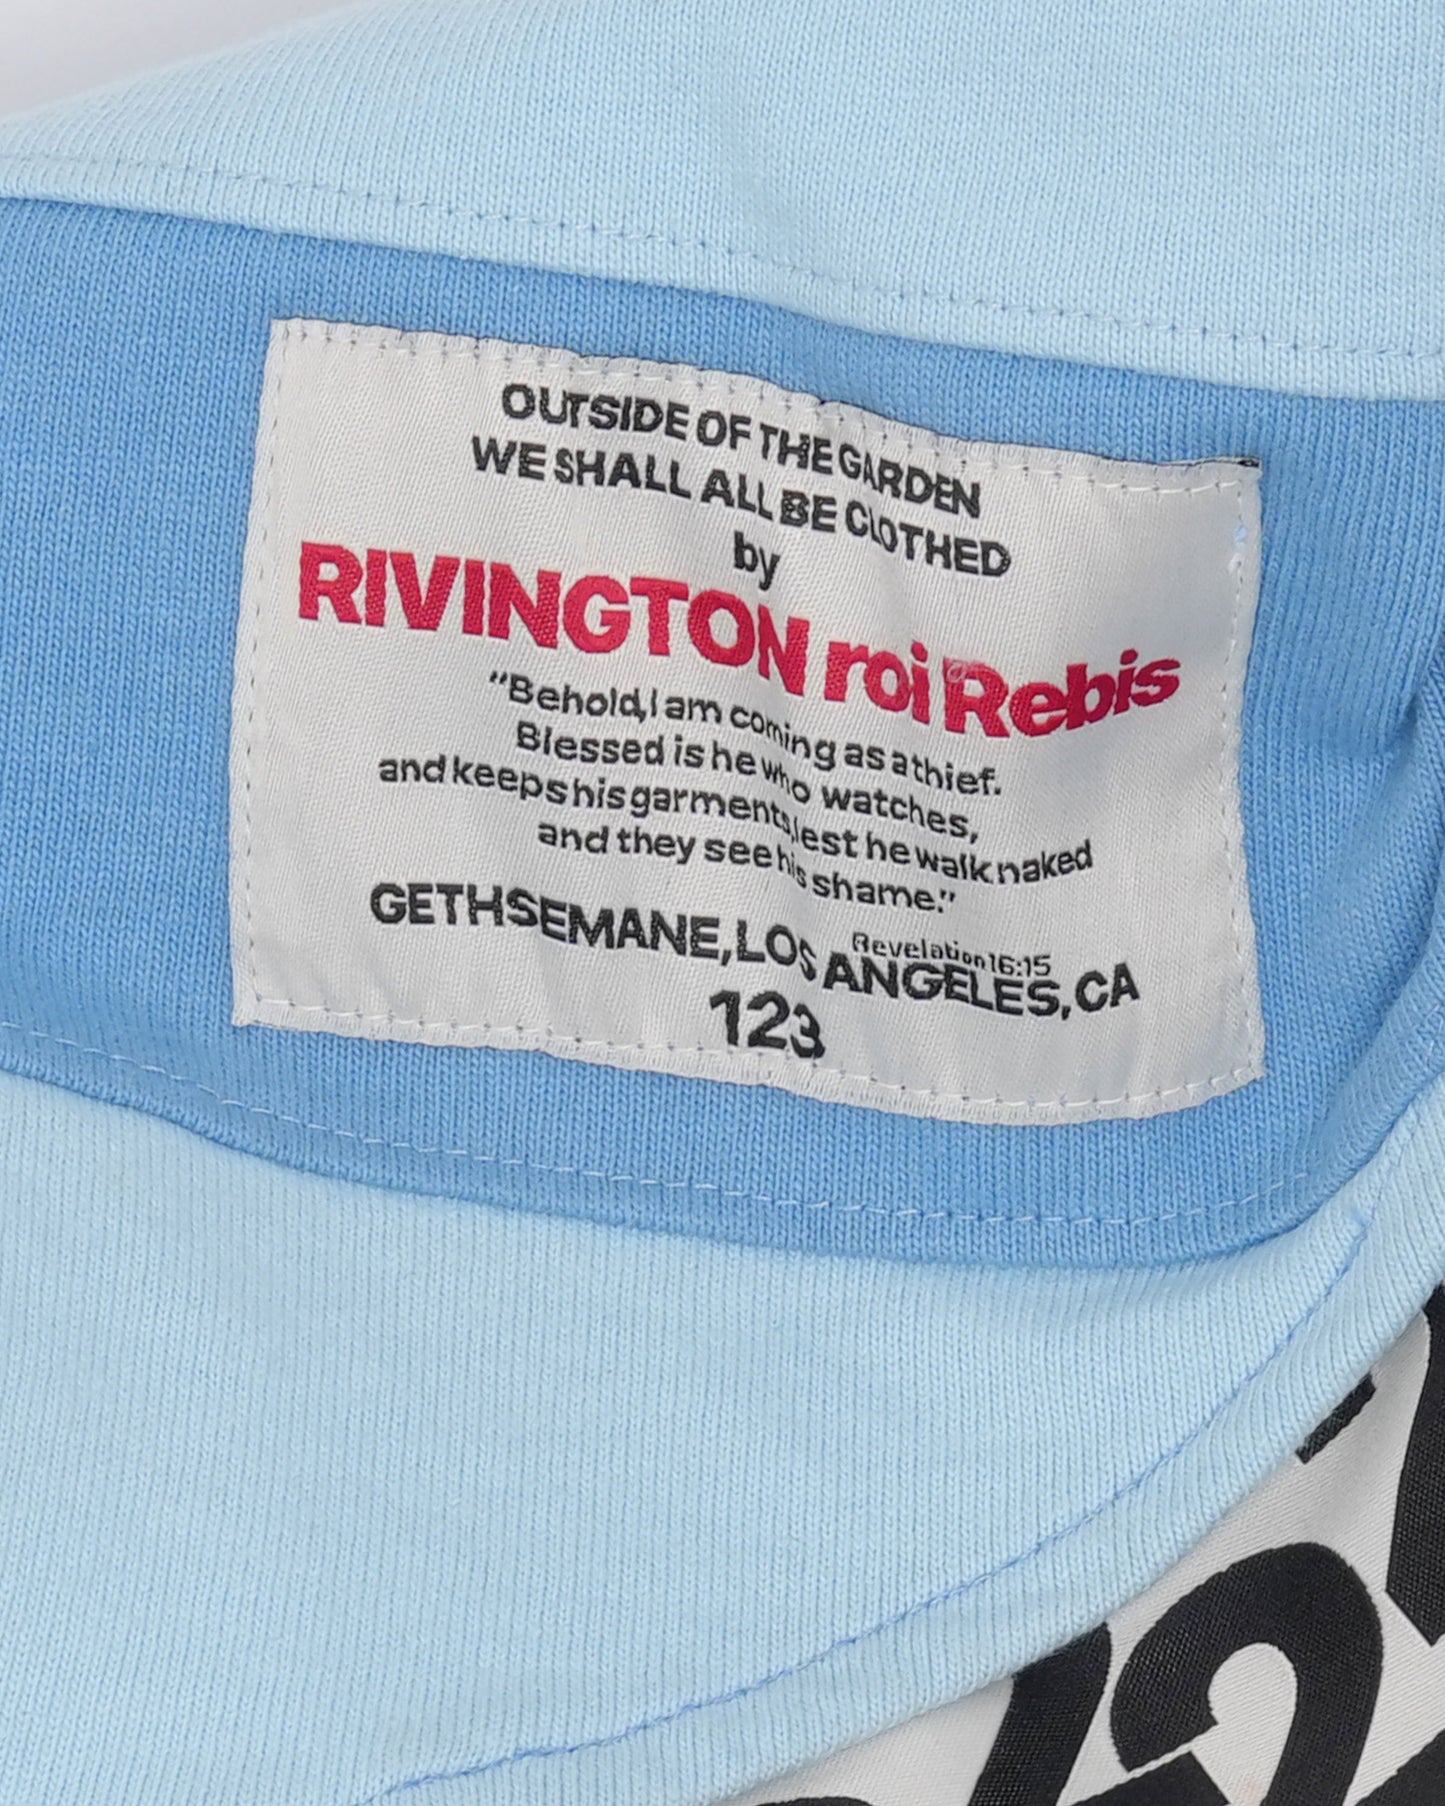 OUTSIDE OF THE GARDEN
WE SHALL ALL BE CLOTHED
by
RIVINGTON roi Rebis
"Behold, I am coming as a thief.
Blessed is he who watches,
and keeps his garments, lest he walk naked
and they see his shame."
Revelation 16:15
GETHSEMANE, LOS ANGELES, CA
123